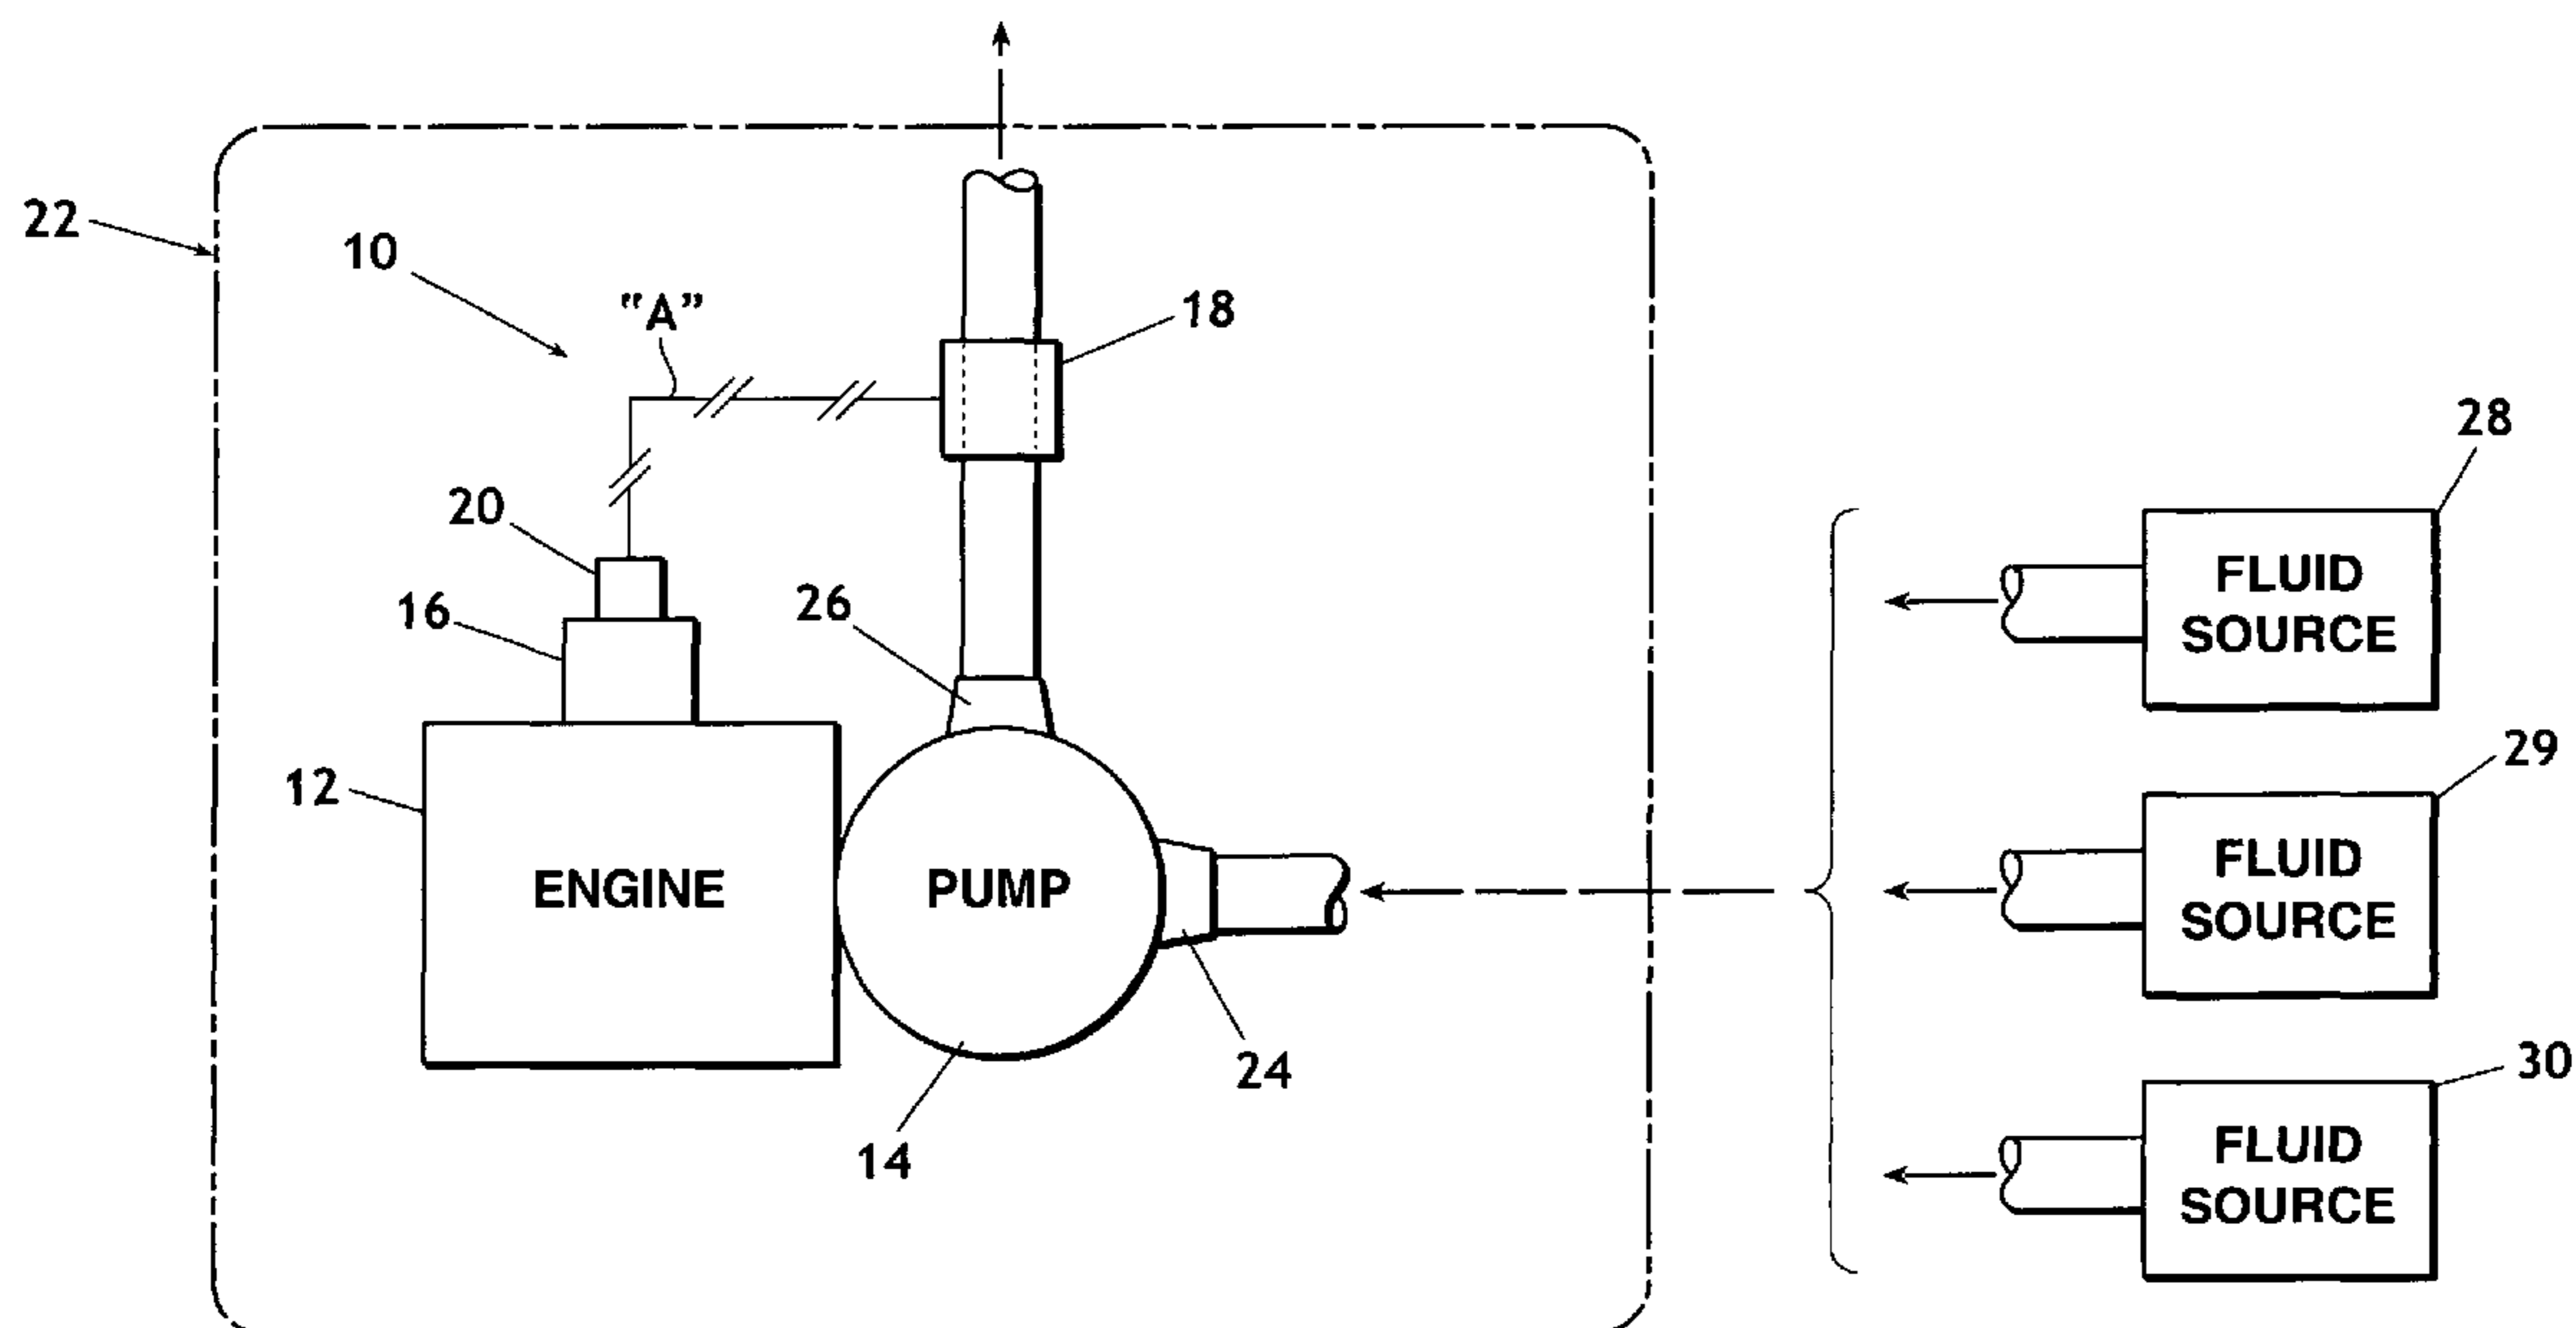 22
10
"A"
18
28
20
FLUID
SOURCE
16
26
29
12
ENGINE
PUMP
FLUID
SOURCE
24
30
14
FLUID
SOURCE